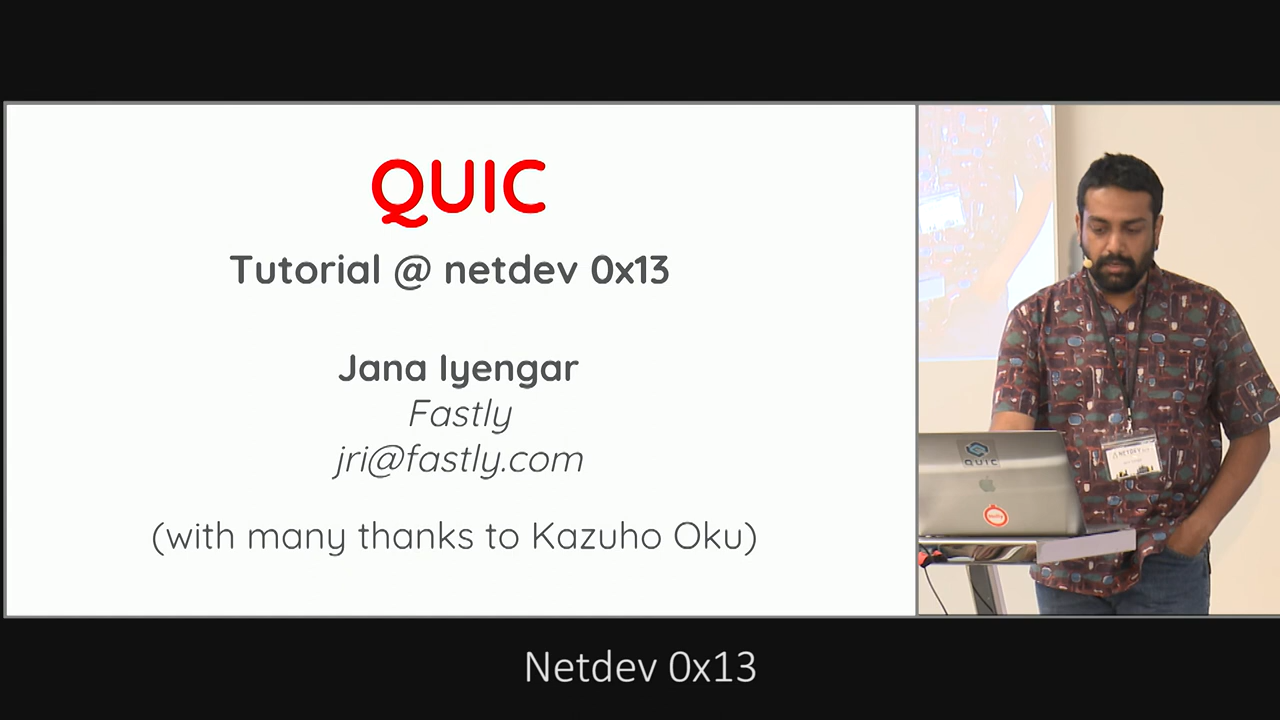 QUIC
Tutorial @ netdev 0x13
Jana Iyengar
Fastly
jri@fastly.com
(with many thanks to Kazuho Oku)
QUIC
NETDEV
Netdev 0x13